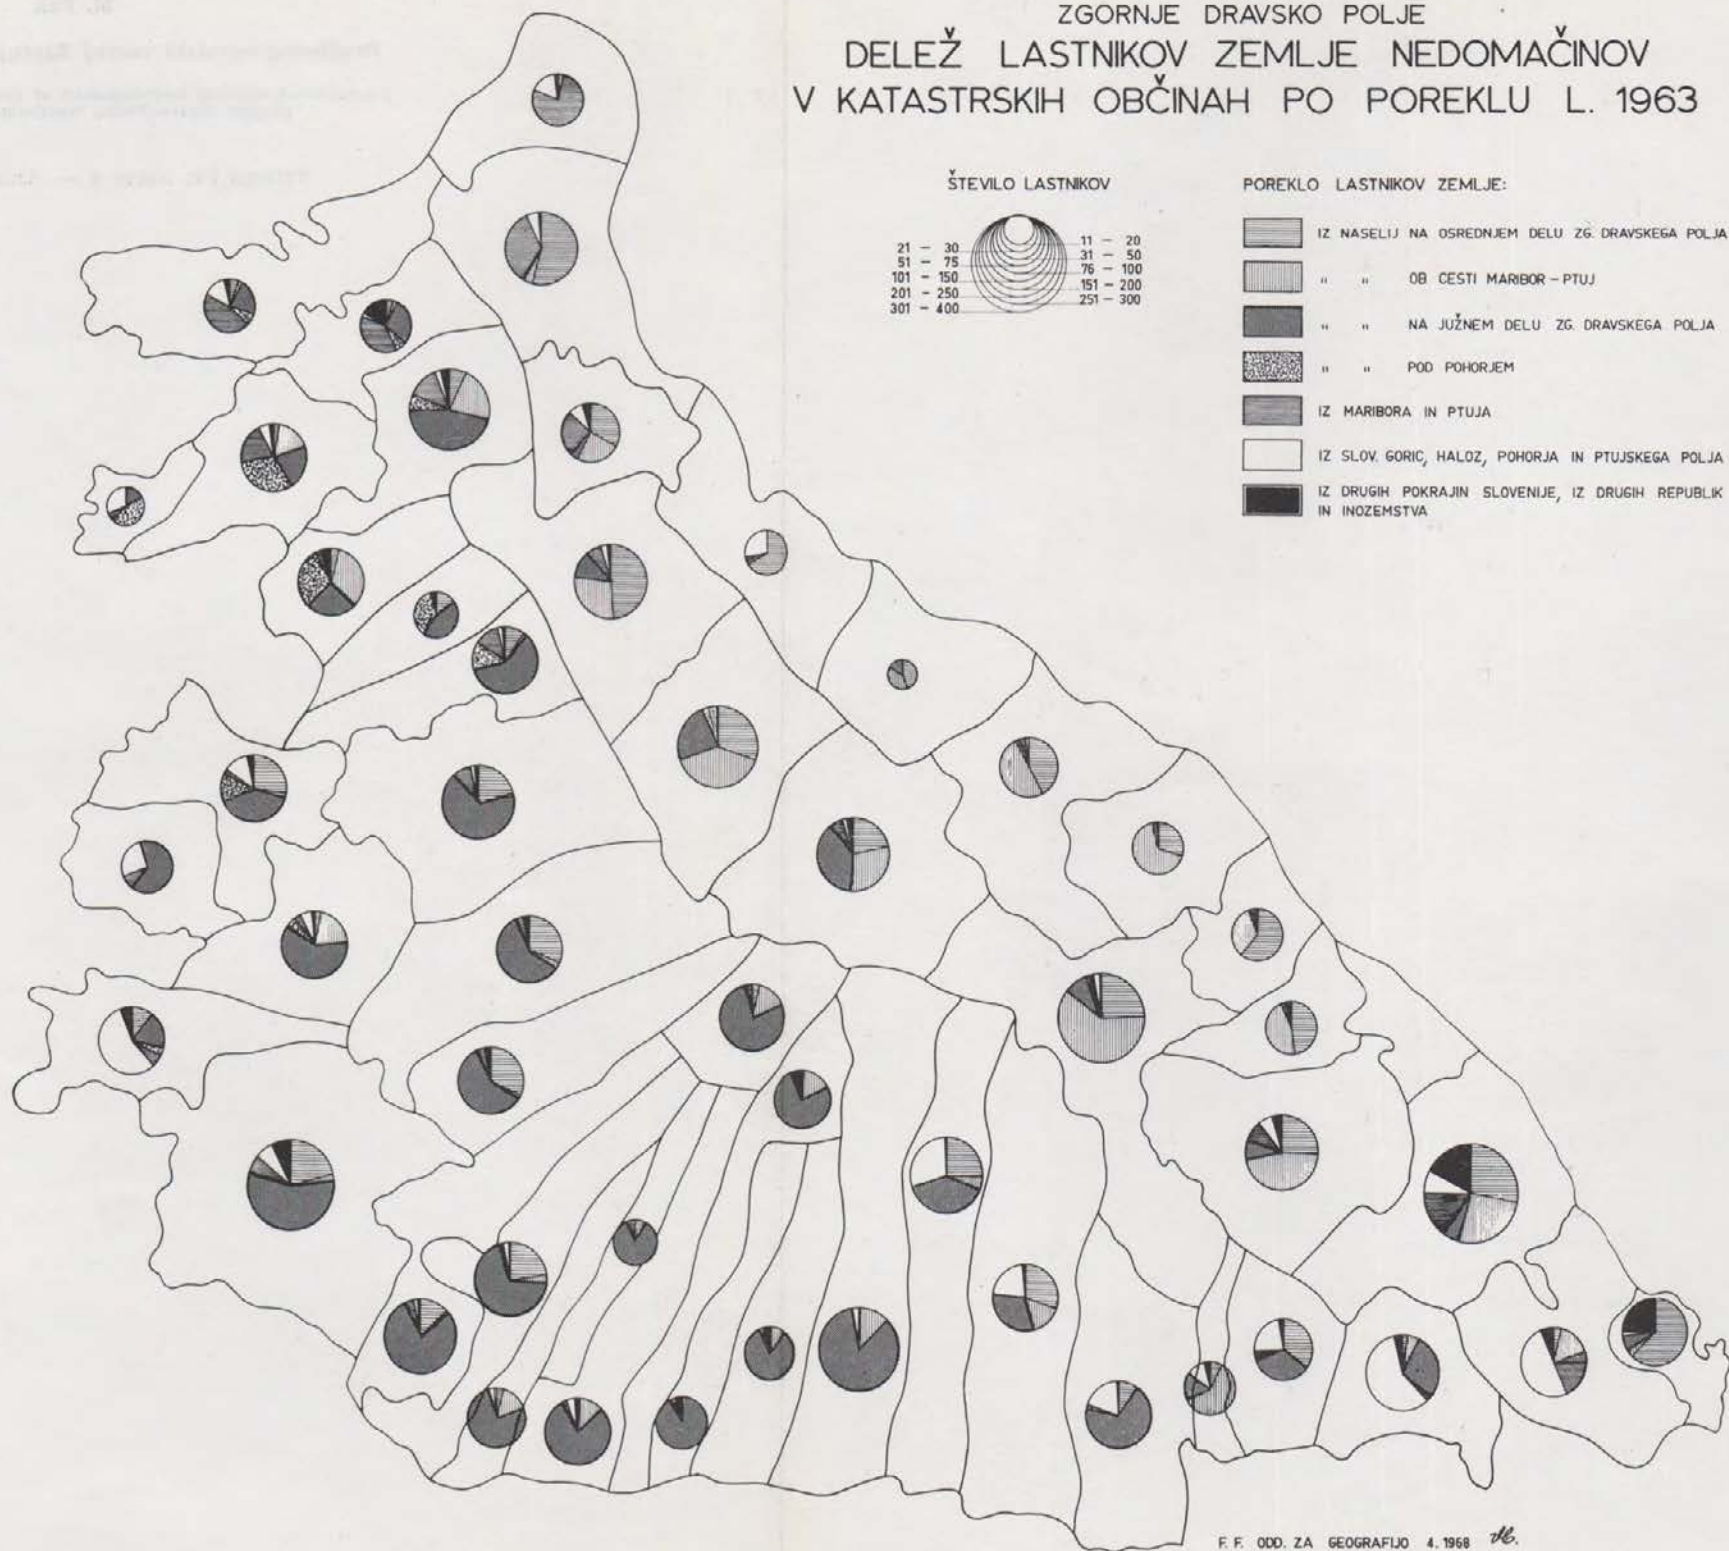 ZGORNJE DRAVSKO POLJE
DELEŽ LASTNIKOV ZEMLJE NEDOMAČINOV
V KATASTRSKIH OBČINAH PO POREKLU L. 1963
ŠTEVILO LASTNIKOV
21 – 30
51 – 75
101 – 150
201 – 250
301 – 400
11 – 20
31 – 50
76 – 100
151 – 200
251 – 300
POREKLO LASTNIKOV ZEMLJE:
IZ NASELIJ NA OSREDNJEM DELU ZG. DRAVSKEGA POLJA
" " OB CESTI MARIBOR – PTUJ
" " NA JUŽNEM DELU ZG. DRAVSKEGA POLJA
" " POD POHORJEM
IZ MARIBORA IN PTUJA
IZ SLOV. GORIC, HALOZ, POHORJA IN PTUJSKEGA POLJA
IZ DRUGIH POKRAJIN SLOVENIJE, IZ DRUGIH REPUBLIK
IN INOZEMSTVA
F. F. ODD. ZA GEOGRAFIJO 4. 1968